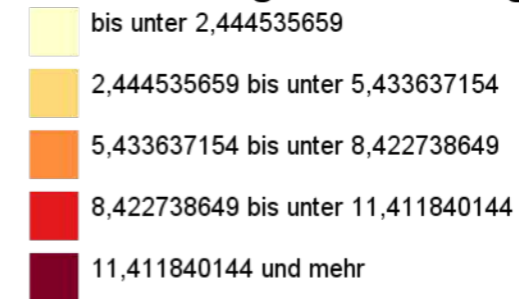 bis unter 2,444535659
2,444535659 bis unter 5,433637154
5,433637154 bis unter 8,422738649
8,422738649 bis unter 11,411840144
11,411840144 und mehr